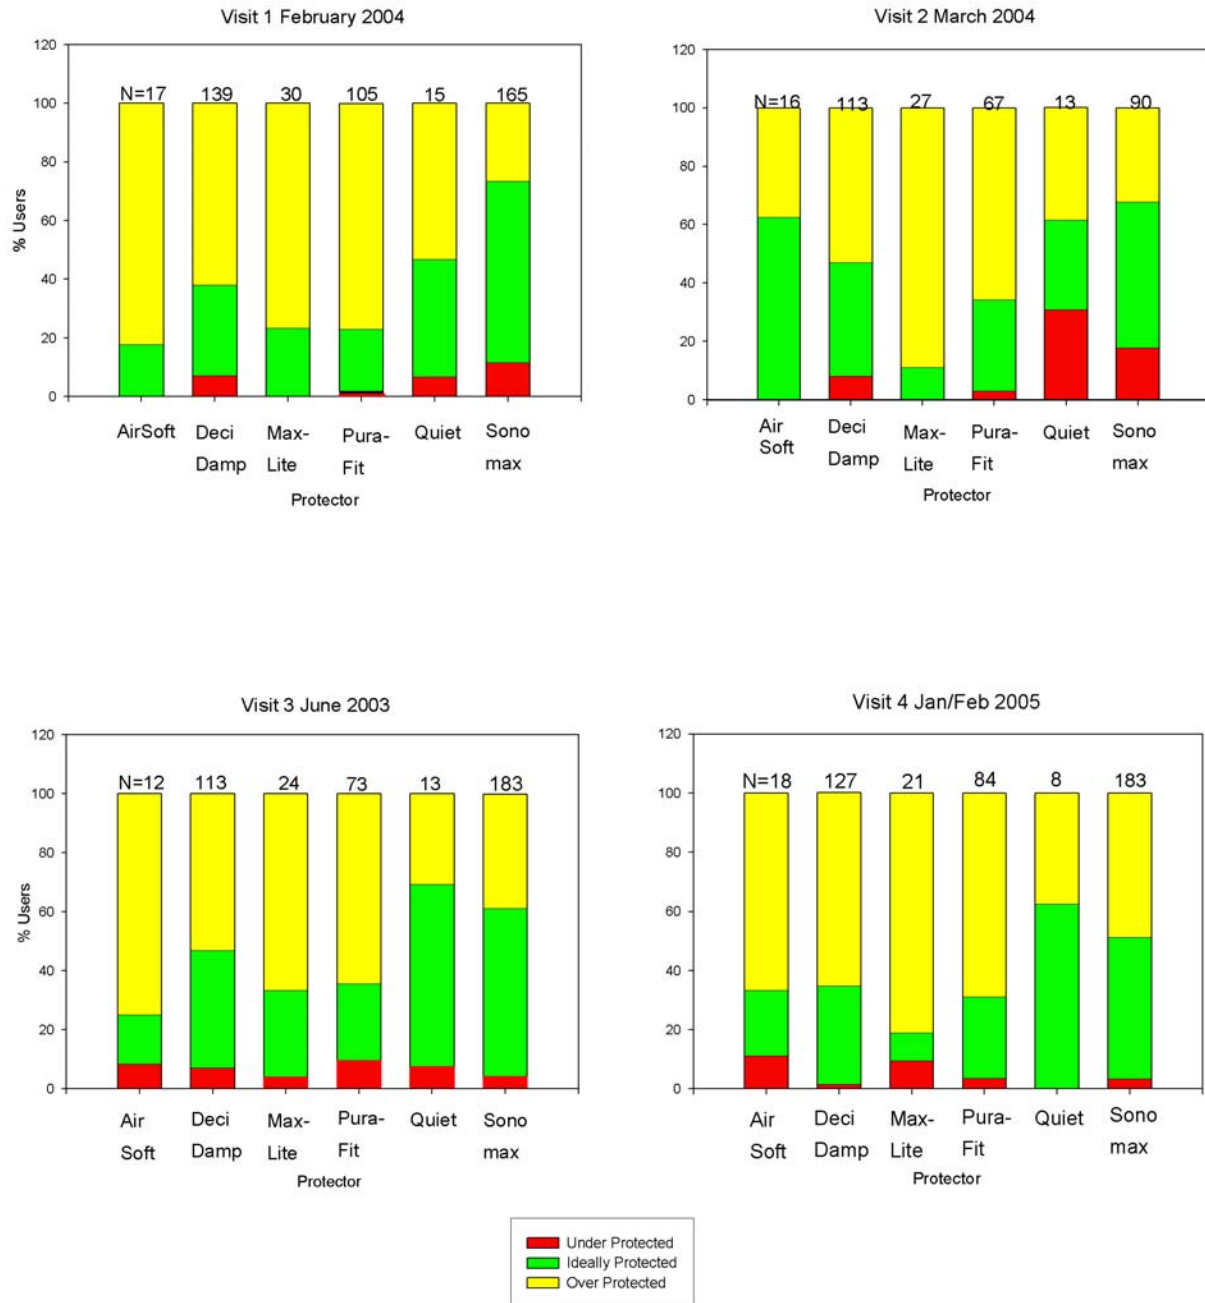 Visit 1 February 2004
120
100
80
60
40
20
0
% Users
N=17 139 30 105 15 165
AirSoft Deci Max- Pura- Quiet Sono
Damp Lite Fit max
Protector
Visit 2 March 2004
120
100
80
60
40
20
0
N=16 113 27 67 13 90
Air Deci Max- Pura- Quiet Sono
Soft Damp Lite Fit max
Protector
Visit 3 June 2003
120
100
80
60
40
20
0
% Users
N=12 113 24 73 13 183
Air Deci Max- Pura- Quiet Sono
Soft Damp Lite Fit max
Protector
Visit 4 Jan/Feb 2005
120
100
80
60
40
20
0
N=18 127 21 84 8 183
Air Deci Max- Pura- Quiet Sono
Soft Damp Lite Fit max
Protector
Under Protected
Ideally Protected
Over Protected